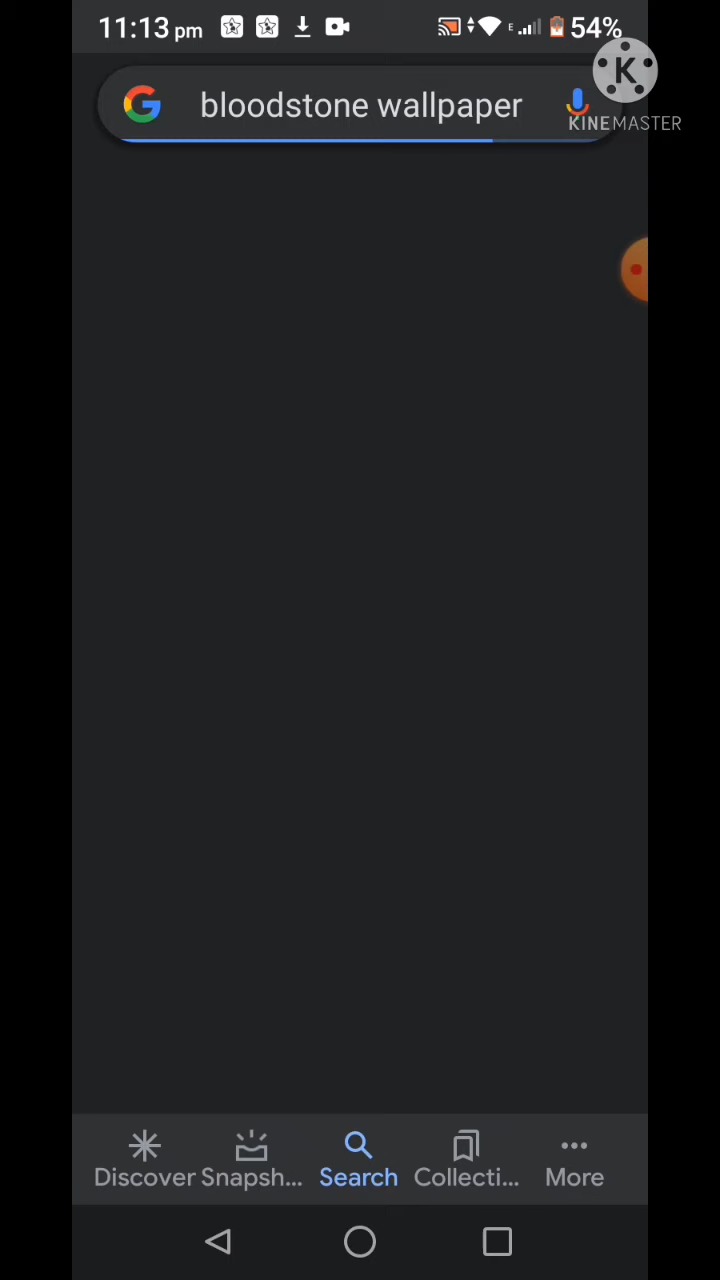 11:13 pm
E
54%
K
KINEMASTER
G bloodstone wallpaper
Discover Snapsh... Search Collecti... More